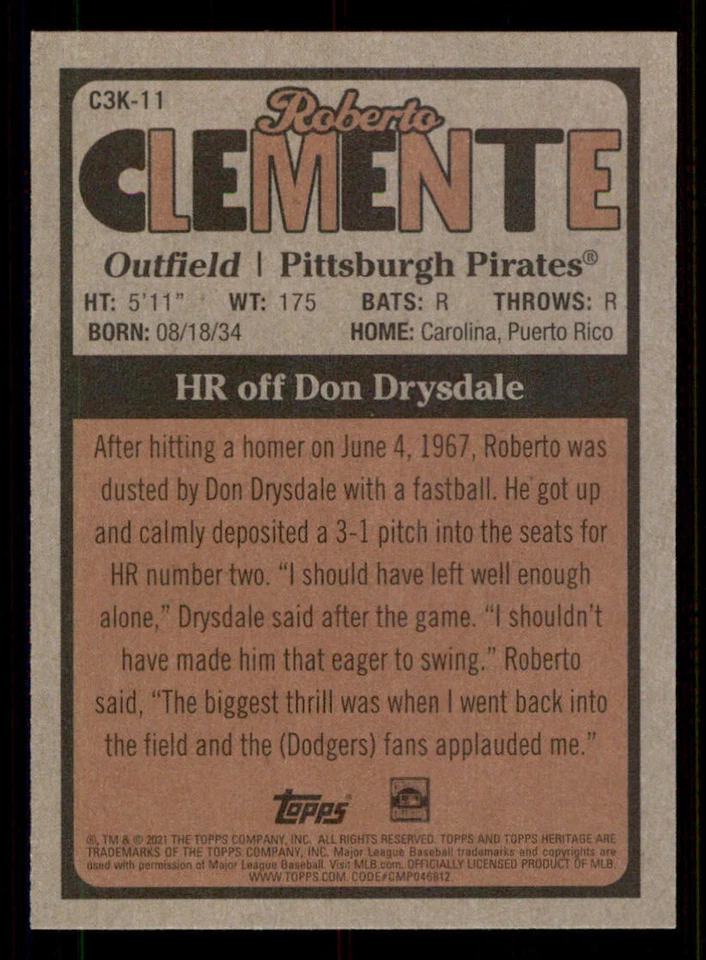 C3K-11
Roberto
CLEMENTE
Outfield | Pittsburgh Pirates®
HT: 5'11" WT: 175 BATS: R THROWS: R
BORN: 08/18/34 HOME: Carolina, Puerto Rico
HR off Don Drysdale
After hitting a homer on June 4, 1967, Roberto was
dusted by Don Drysdale with a fastball. He got up
and calmly deposited a 3-1 pitch into the seats for
HR number two. “I should have left well enough
alone,” Drysdale said after the game. “I shouldn’t
have made him that eager to swing.” Roberto
said, “The biggest thrill was when I went back into
the field and the (Dodgers) fans applauded me.”
Topps®
®, TM & © 2021 THE TOPPS COMPANY, INC. ALL RIGHTS RESERVED. TOPPS AND TOPPS HERITAGE ARE
TRADEMARKS OF THE TOPPS COMPANY, INC. Major League Baseball trademarks and copyrights are
used with permission of Major League Baseball. Visit MLB.com. OFFICIALLY LICENSED PRODUCT OF MLB.
WWW.TOPPS.COM. CODE#CMP046812.